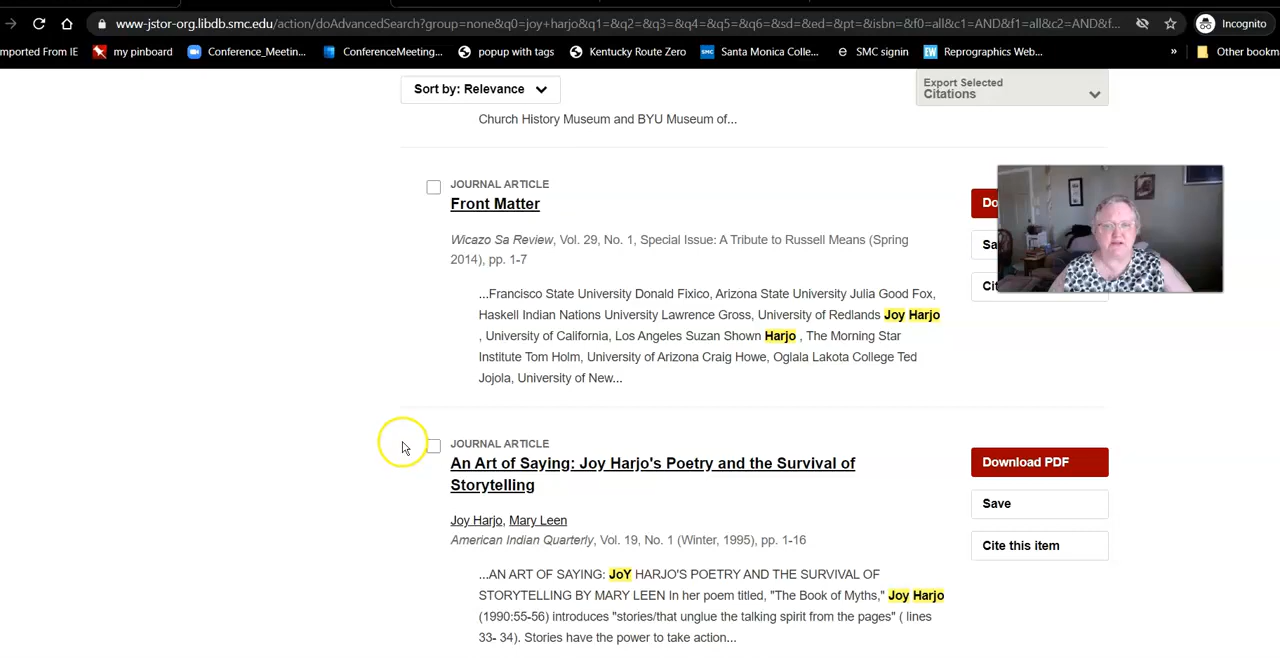 www-jstor-org.libdb.smc.edu/action/doAdvancedSearch?group=none&q0=joy+harjo&q1=&q2=&q3=&q4=&q5=&q6=&sd=&ed=&pt=&isbn=&f0=all&c1=AND&f1=all&c2=AND&f...
Incognito
mported From IE
my pinboard
Conference_Meetin...
ConferenceMeeting...
popup with tags
Kentucky Route Zero
SMC
Santa Monica Colle...
e
SMC signin
EW
Reprographics Web...
»
Other bookm
Sort by: Relevance
Export Selected
Citations
Church History Museum and BYU Museum of...
JOURNAL ARTICLE
Front Matter
Do
Wicazo Sa Review, Vol. 29, No. 1, Special Issue: A Tribute to Russell Means (Spring
2014), pp. 1-7
Sa
Cit
...Francisco State University Donald Fixico, Arizona State University Julia Good Fox,
Haskell Indian Nations University Lawrence Gross, University of Redlands Joy Harjo
, University of California, Los Angeles Suzan Shown Harjo , The Morning Star
Institute Tom Holm, University of Arizona Craig Howe, Oglala Lakota College Ted
Jojola, University of New...
JOURNAL ARTICLE
An Art of Saying: Joy Harjo's Poetry and the Survival of
Storytelling
Download PDF
Save
Joy Harjo, Mary Leen
American Indian Quarterly, Vol. 19, No. 1 (Winter, 1995), pp. 1-16
Cite this item
...AN ART OF SAYING: JoY HARJO'S POETRY AND THE SURVIVAL OF
STORYTELLING BY MARY LEEN In her poem titled, "The Book of Myths," Joy Harjo
(1990:55-56) introduces "stories/that unglue the talking spirit from the pages" ( lines
33- 34). Stories have the power to take action...